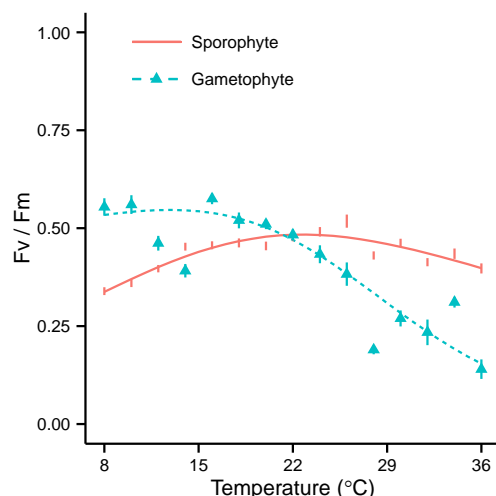 1.00
Sporophyte
Gametophyte
0.75
Fv / Fm
0.50
0.25
0.00
8 15 22 29 36
Temperature (°C)